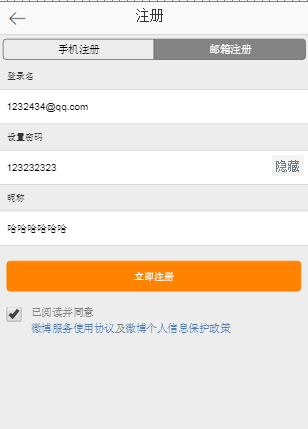 注册
手机注册 邮箱注册
登录名
1232434@qq.com
设置密码
123232323 隐藏
昵称
哈哈哈哈哈哈
立即注册
已阅读并同意
微博服务使用协议及微博个人信息保护政策